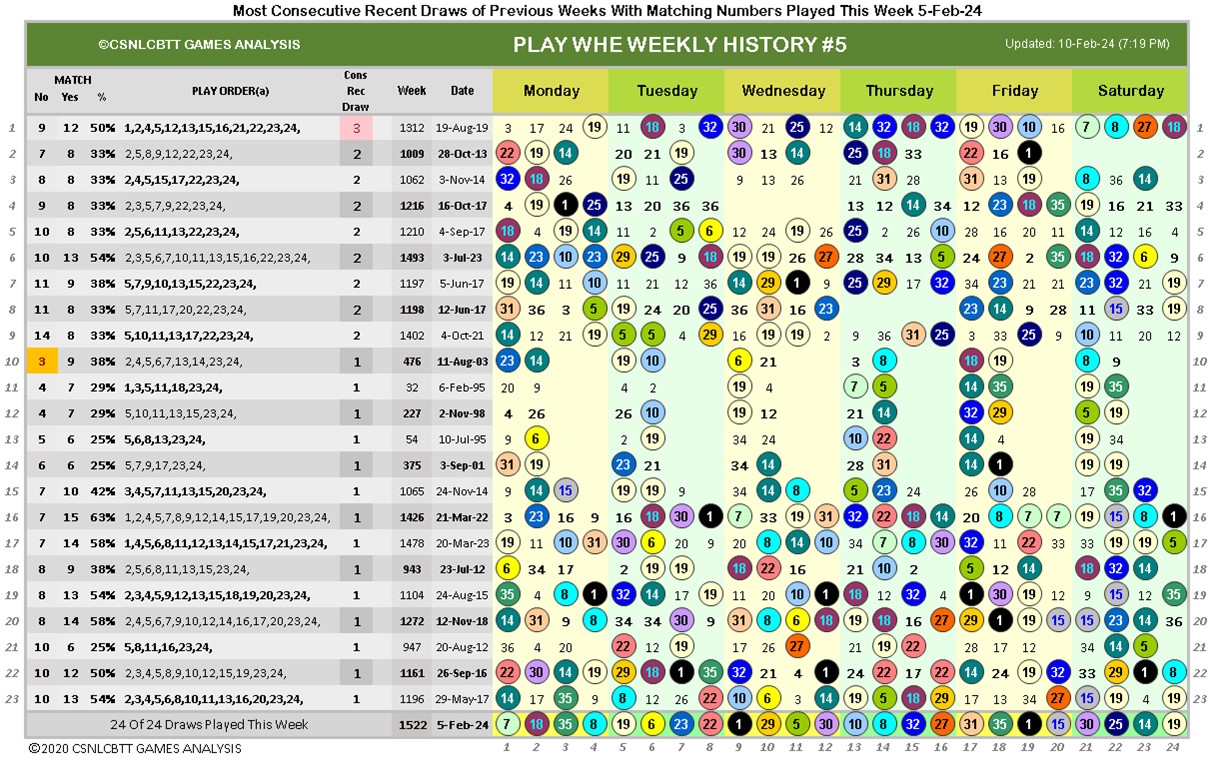 Most Consecutive Recent Draws of Previous Weeks With Matching Numbers Played This Week 5-Feb-24
©CSNLCBTT GAMES ANALYSIS PLAY WHE WEEKLY HISTORY #5 Updated: 10-Feb-24 (7:19 PM)
No MATCH Yes % PLAY ORDER(a) Cons Rec Draw Week Date Monday Tuesday Wednesday Thursday Friday Saturday
1 9 12 50% 1,2,4,5,12,13,15,16,21,22,23,24, 3 1312 19-Aug-19 3 17 24 19 11 18 3 32 30 21 25 12 14 32 18 32 19 30 10 16 7 8 27 18 1
2 7 8 33% 2,5,7,9,12,22,23,24, 2 1009 28-Oct-13 22 19 14 20 21 19 30 13 14 25 18 33 22 16 1 2
3 8 8 33% 2,4,5,15,17,22,23,24, 2 1062 3-Nov-14 32 18 26 19 11 25 9 13 26 21 31 28 31 13 19 8 36 14 3
4 9 8 33% 2,3,5,7,9,22,23,24, 2 1216 16-Oct-17 4 19 1 25 13 20 36 36 13 12 14 34 12 23 18 35 19 16 21 33 4
5 10 8 33% 2,5,6,11,13,22,23,24, 2 1210 4-Sep-17 18 4 19 14 11 2 5 6 12 24 19 26 25 2 26 10 28 16 20 11 14 12 16 4 5
6 10 13 54% 2,3,5,6,7,10,11,13,15,16,22,23,24, 2 1493 3-Jul-23 14 23 10 23 29 25 9 18 19 19 26 27 28 34 13 5 24 27 2 35 18 32 6 9 6
7 11 9 38% 5,7,9,10,13,15,22,23,24, 2 1197 5-Jun-17 19 14 11 10 11 21 12 36 14 29 1 9 25 29 17 32 34 23 21 21 23 32 21 19 7
8 11 33% 5,7,11,17,20,22,23,24, 2 1198 12-Jun-17 31 36 3 5 19 24 20 25 36 31 16 23 23 14 9 28 11 15 33 19 8
9 14 33% 5,10,11,13,17,22,23,24, 2 1402 4-Oct-21 14 12 21 19 5 5 4 29 19 19 19 2 9 36 31 25 3 33 25 9 10 11 20 12 9
10 3 9 38% 2,4,5,6,7,13,14,23,24 1 476 11-Aug-03 23 14 19 10 6 21 3 8 18 19 8 9 10
11 4 7 29% 1,3,5,11,18,23,24, 1 32 6-Feb-95 20 9 4 2 19 4 7 5 14 35 19 35 11
12 4 7 29% 5,10,11,13,15,23,24, 1 227 2-Nov-98 4 26 26 10 19 12 21 14 32 29 5 19 12
13 5 6 25% 5,6,8,13,23,24, 1 54 10-Jul-95 9 6 2 19 34 24 10 22 14 4 19 34 13
14 6 6 25% 5,7,9,17,23,24, 1 375 3-Sep-01 31 19 23 21 34 14 28 31 14 1 19 19 14
15 7 10 42% 3,4,5,7,11,13,15,20,23,24, 1 1065 24-Nov-14 9 14 15 19 19 9 34 14 8 5 23 24 26 10 28 17 35 32 15
16 7 15 63% 1,2,2,5,7,8,9,12,14,15,17,13,20,23,24, 1 1426 21-Mar-22 3 23 16 9 16 18 30 1 7 33 19 31 32 22 18 14 20 8 7 7 19 15 8 1 16
17 7 14 58% 1,4,5,6,8,11,12,13,14,15,17,21,23,24, 1 1478 20-Mar-23 19 11 10 31 30 6 20 9 20 8 14 10 34 7 8 30 32 11 22 33 33 19 19 5 17
18 8 9 38% 2,5,6,8,11,13,15,23,24, 1 943 23-Jul-12 6 34 17 2 19 19 18 22 16 21 10 2 5 12 14 18 32 14 18
19 8 13 54% 2,3,4,5,9,12,13,15,18,19,20,23,24, 1 1104 24-Aug-15 35 4 8 1 32 14 17 19 11 20 10 1 18 12 32 4 1 30 19 12 9 15 12 35 19
20 8 14 58% 2,4,5,6,7,9,10,12,14,16,17,20,23,24, 1 1272 12-Nov-18 14 31 9 8 34 34 30 9 31 8 6 18 19 18 16 27 29 1 19 15 15 23 14 36 20
21 10 6 25% 5,8,11,16,23,24, 1 947 20-Aug-12 36 4 20 22 12 19 17 26 27 21 19 22 28 17 12 34 14 5 21
22 10 12 50% 2,3,4,5,8,9,10,12,15,19,23,24, 1 1161 26-Sep-16 22 30 14 19 29 18 1 35 32 21 4 1 24 22 17 22 14 24 19 32 33 29 1 8 22
23 10 13 54% 2,3,4,5,6,8,10,11,13,16,20,23,24, 1 1196 29-May-17 14 17 35 9 8 12 26 22 10 6 3 14 19 5 18 29 17 13 34 27 15 19 4 19 23
24 Of 24 Draws Played This Week 1522 5-Feb-24 7 18 35 8 19 6 23 22 1 29 5 30 10 8 32 27 31 35 1 15 30 25 14 19
©2020 CSNLCBTT GAMES ANALYSIS 1 2 3 4 5 6 7 8 9 10 11 12 13 14 15 16 17 18 19 20 21 22 23 24